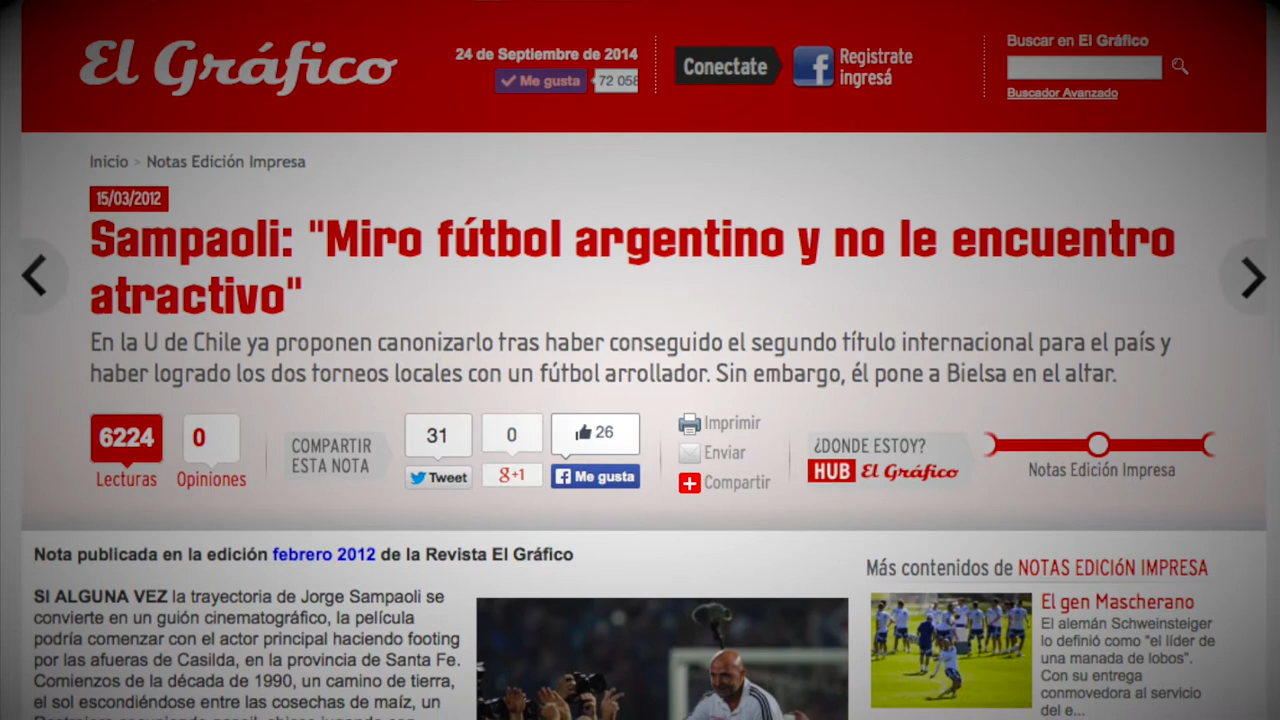 El Gráfico
24 de Septiembre de 2014
Me gusta
72 058
Conectate
f
Registrate
ingresá
Buscar en El Gráfico
Buscador Avanzado
Inicio > Notas Edición Impresa
15/03/2012
Sampaoli: "Miro fútbol argentino y no le encuentro
atractivo"
En la U de Chile ya proponen canonizarlo tras haber conseguido el segundo título internacional para el país y
haber logrado los dos torneos locales con un fútbol arrollador. Sin embargo, él pone a Bielsa en el altar.
6224
Lecturas
0
Opiniones
COMPARTIR
ESTA NOTA
31
Tweet
0
g+1
26
f Me gusta
Imprimir
Enviar
Compartir
¿DONDE ESTOY?
HUB El Gráfico
Notas Edición Impresa
Nota publicada en la edición febrero 2012 de la Revista El Gráfico
SI ALGUNA VEZ la trayectoria de Jorge Sampaoli se
convierte en un guión cinematográfico, la película
podría comenzar con el actor principal haciendo footing
por las afueras de Casilda, en la provincia de Santa Fe.
Comienzos de la década de 1990, un camino de tierra,
el sol escondiéndose entre las cosechas de maíz, un
Más contenidos de NOTAS EDICIóN IMPRESA
El gen Mascherano
El alemán Schweinsteiger
lo definió como "el líder de
una manada de lobos".
Con su entrega
conmovedora al servicio
del e...